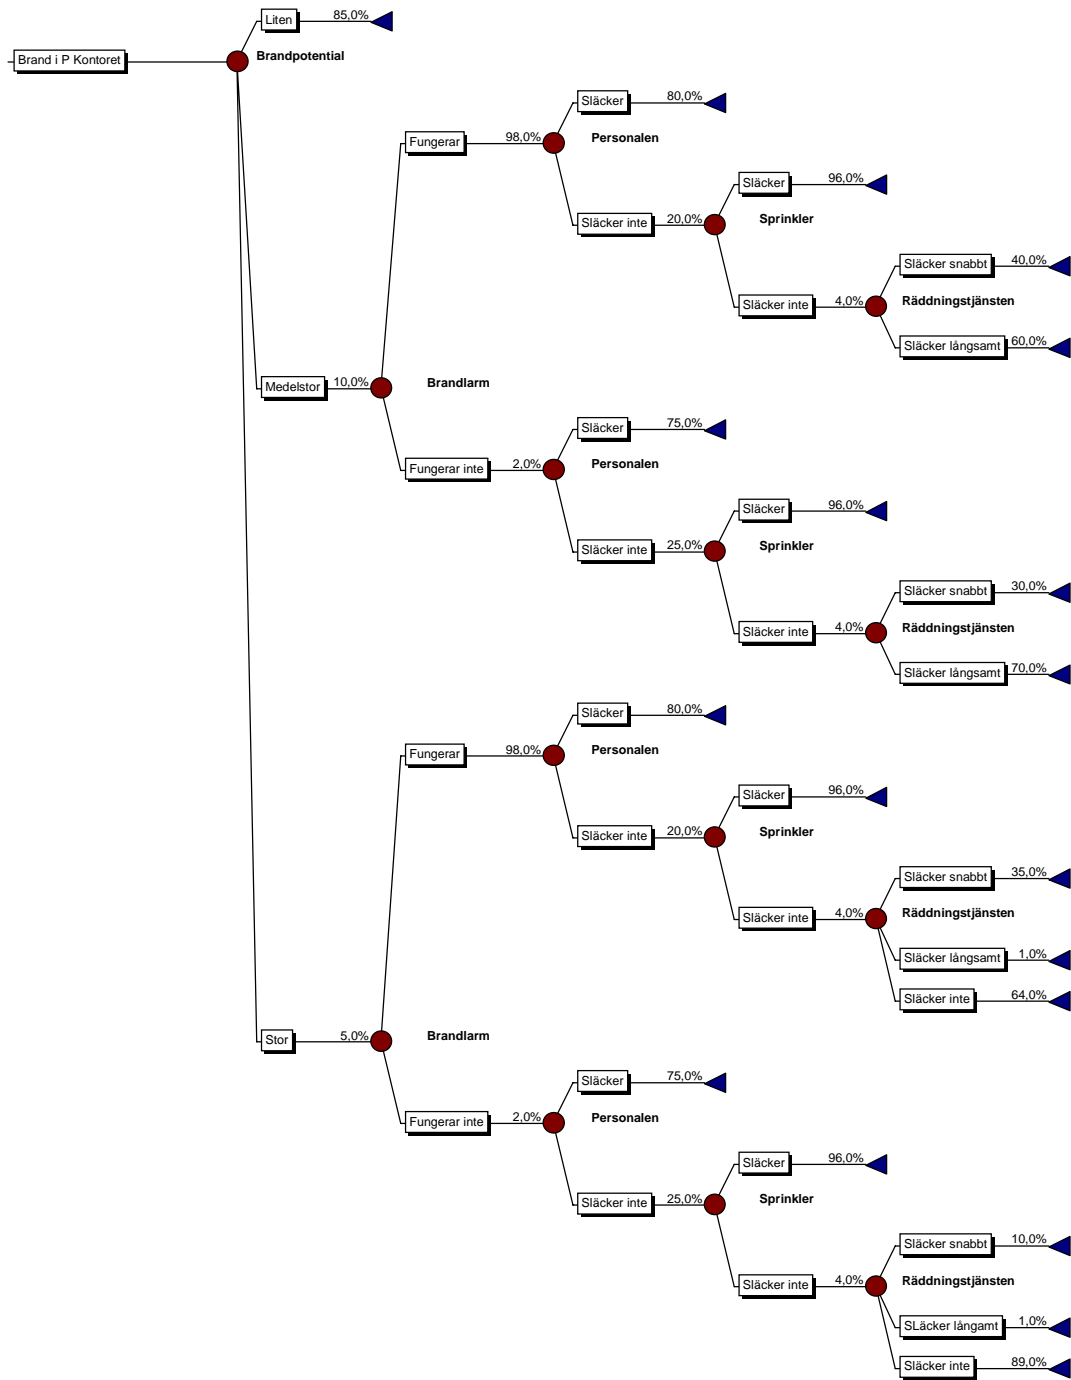 Liten 85,0%
Brand i P Kontoret Brandpotential
Släcker 80,0%
Fungerar 98,0% Personalen
Släcker 96,0%
Släcker inte 20,0% Sprinkler
Släcker snabbt 40,0%
Släcker inte 4,0% Räddningstjänsten
Släcker långsamt 60,0%
Medelstor 10,0% Brandlarm
Släcker 75,0%
Fungerar inte 2,0% Personalen
Släcker 96,0%
Släcker inte 25,0% Sprinkler
Släcker snabbt 30,0%
Släcker inte 4,0% Räddningstjänsten
Släcker långsamt 70,0%
Släcker 80,0%
Fungerar 98,0% Personalen
Släcker 96,0%
Släcker inte 20,0% Sprinkler
Släcker snabbt 35,0%
Släcker inte 4,0% Räddningstjänsten
Släcker långsamt 1,0%
Släcker inte 64,0%
Stor 5,0% Brandlarm
Släcker 75,0%
Fungerar inte 2,0% Personalen
Släcker 96,0%
Släcker inte 25,0% Sprinkler
Släcker snabbt 10,0%
Släcker inte 4,0% Räddningstjänsten
SLäcker långamt 1,0%
Släcker inte 89,0%